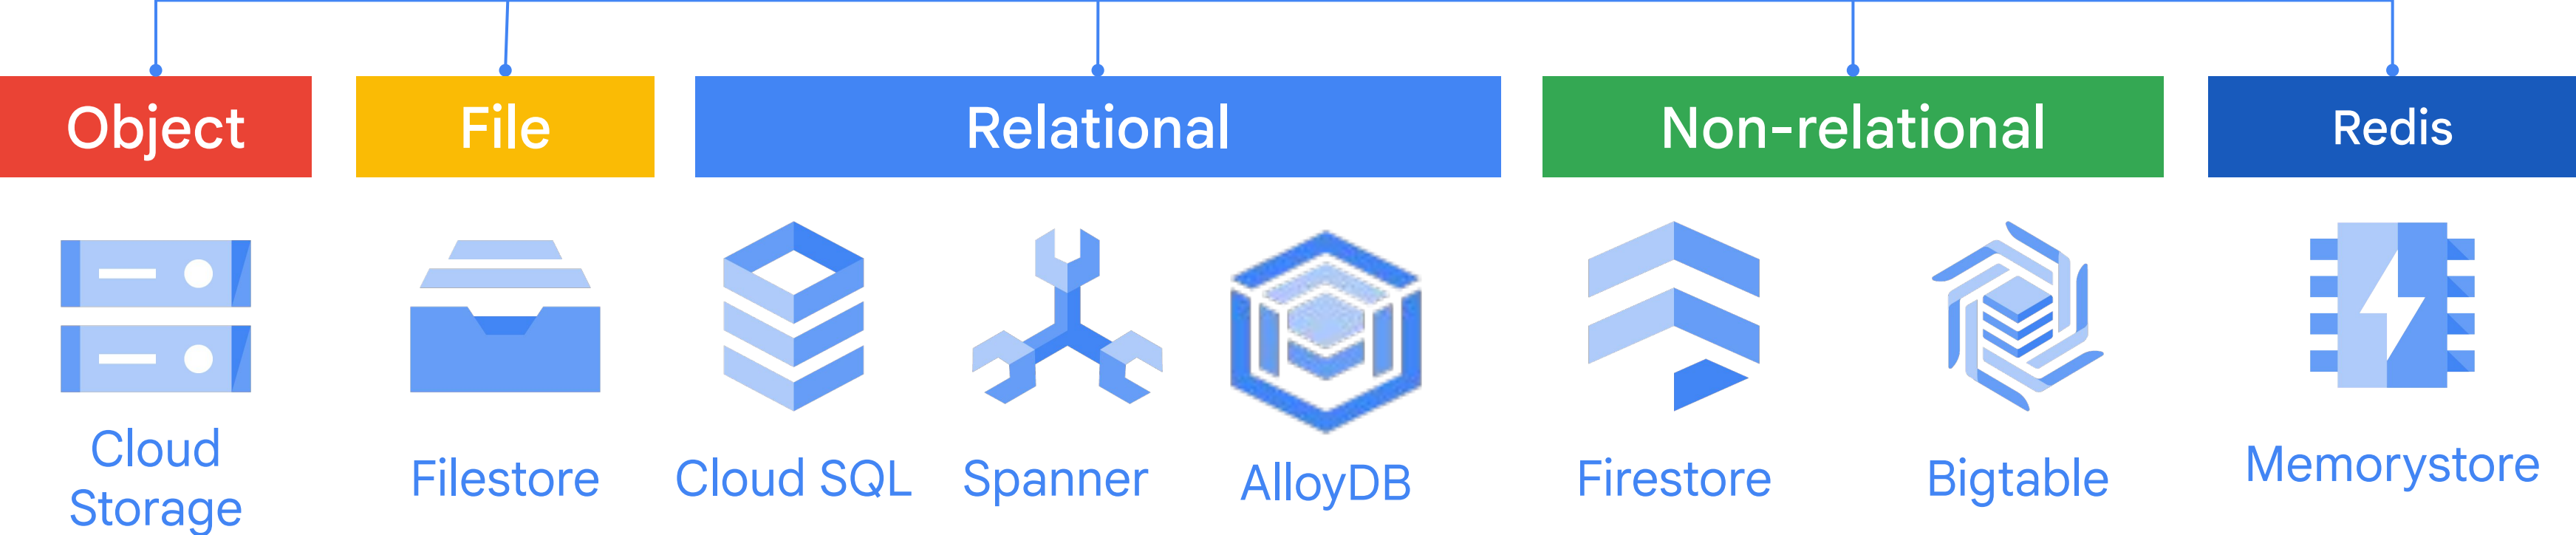 Object
File
Relational
Non-relational
Redis
Cloud
Storage
Filestore
Cloud SQL
Spanner
AlloyDB
Firestore
Bigtable
Memorystore